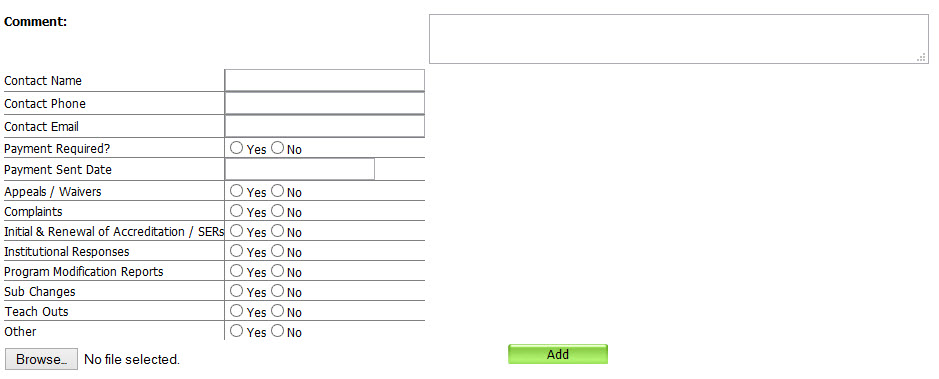 Comment:
Contact Name
Contact Phone
Contact Email
Payment Required? Yes No
Payment Sent Date
Appeals / Waivers Yes No
Complaints Yes No
Initial & Renewal of Accreditation / SERs Yes No
Institutional Responses Yes No
Program Modification Reports Yes No
Sub Changes Yes No
Teach Outs Yes No
Other Yes No
Browse... No file selected. Add